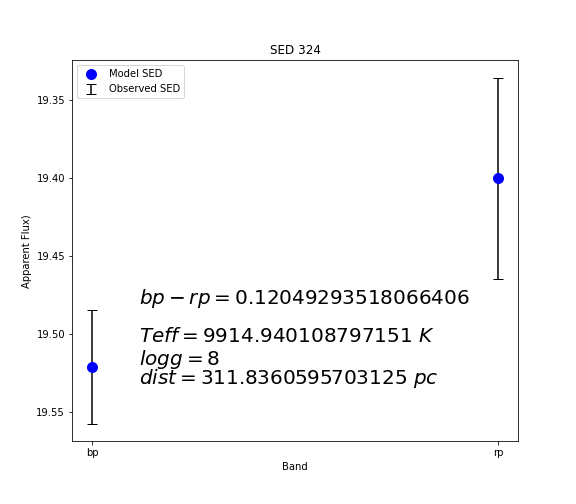 SED 324
Model SED
Observed SED
19.35
19.40
19.45
19.50
19.55
Apparent Flux)
bp − rp = 0.12049293518066406
Teff = 9914.940108797151 K
logg = 8
dist = 311.8360595703125 pc
bp
rp
Band